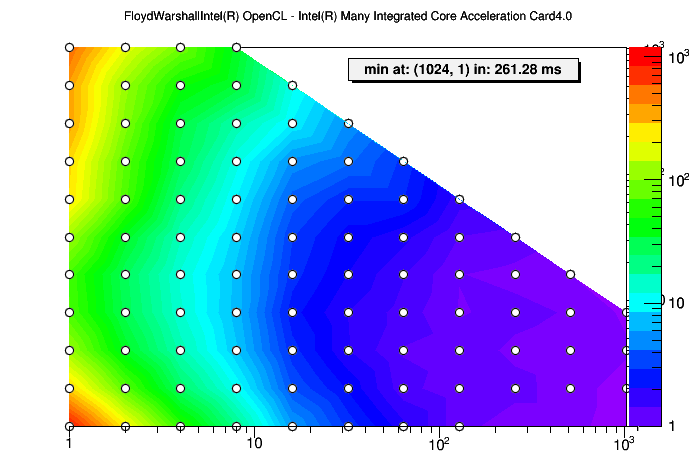 FloydWarshallIntel(R) OpenCL - Intel(R) Many Integrated Core Acceleration Card4.0
min at: (1024, 1) in: 261.28 ms
10³
10²
10
1
1 10 10² 10³